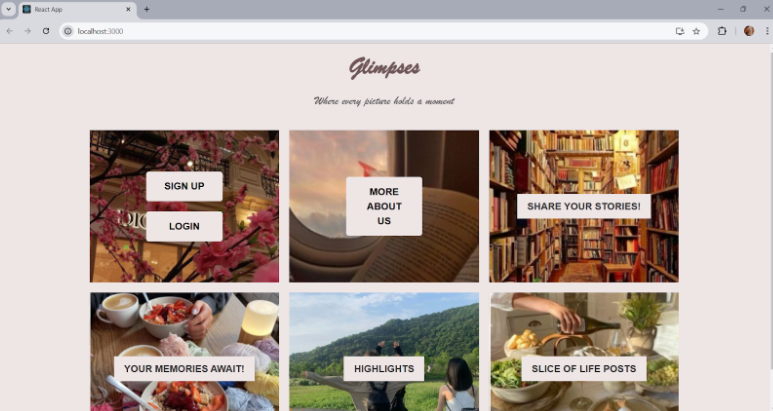 React App
localhost:3000
Glimpses
Where every picture holds a moment
SIGN UP
LOGIN
MORE
ABOUT
US
SHARE YOUR STORIES!
YOUR MEMORIES AWAIT!
HIGHLIGHTS
SLICE OF LIFE POSTS